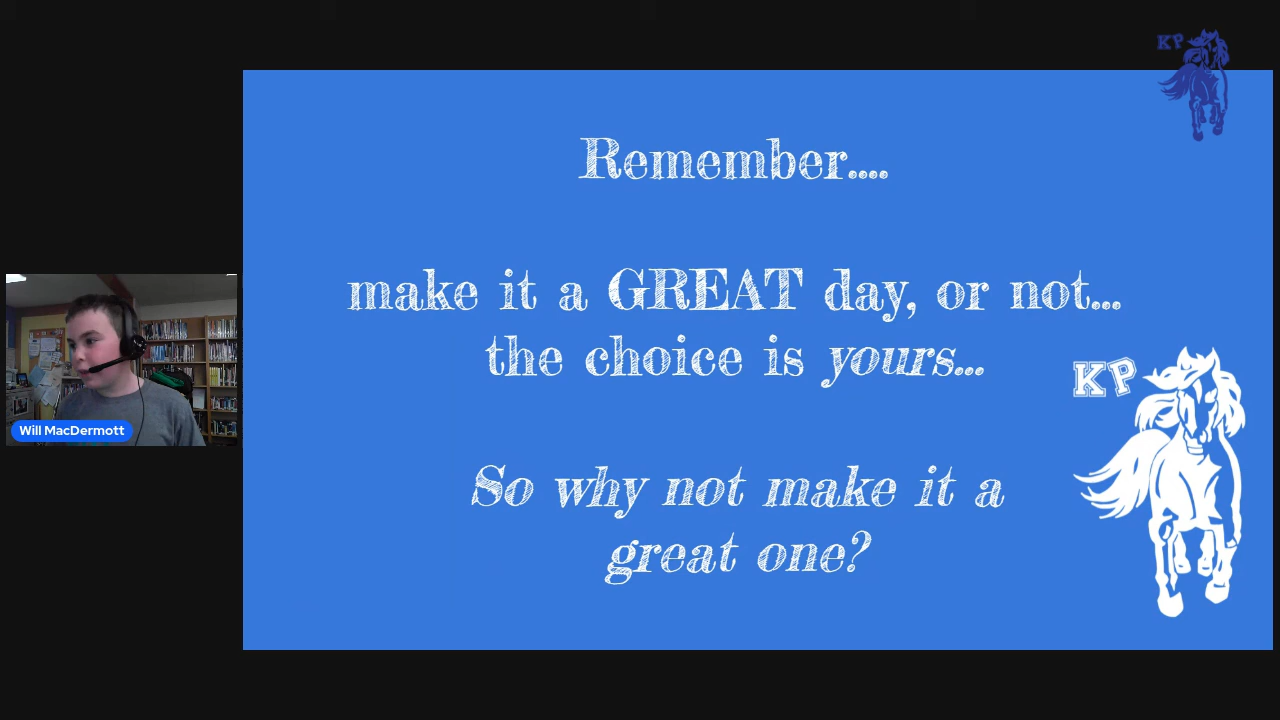 KP
Remember....
make it a GREAT day, or not...
the choice is yours...
KP
So why not make it a
great one?
Will MacDermott